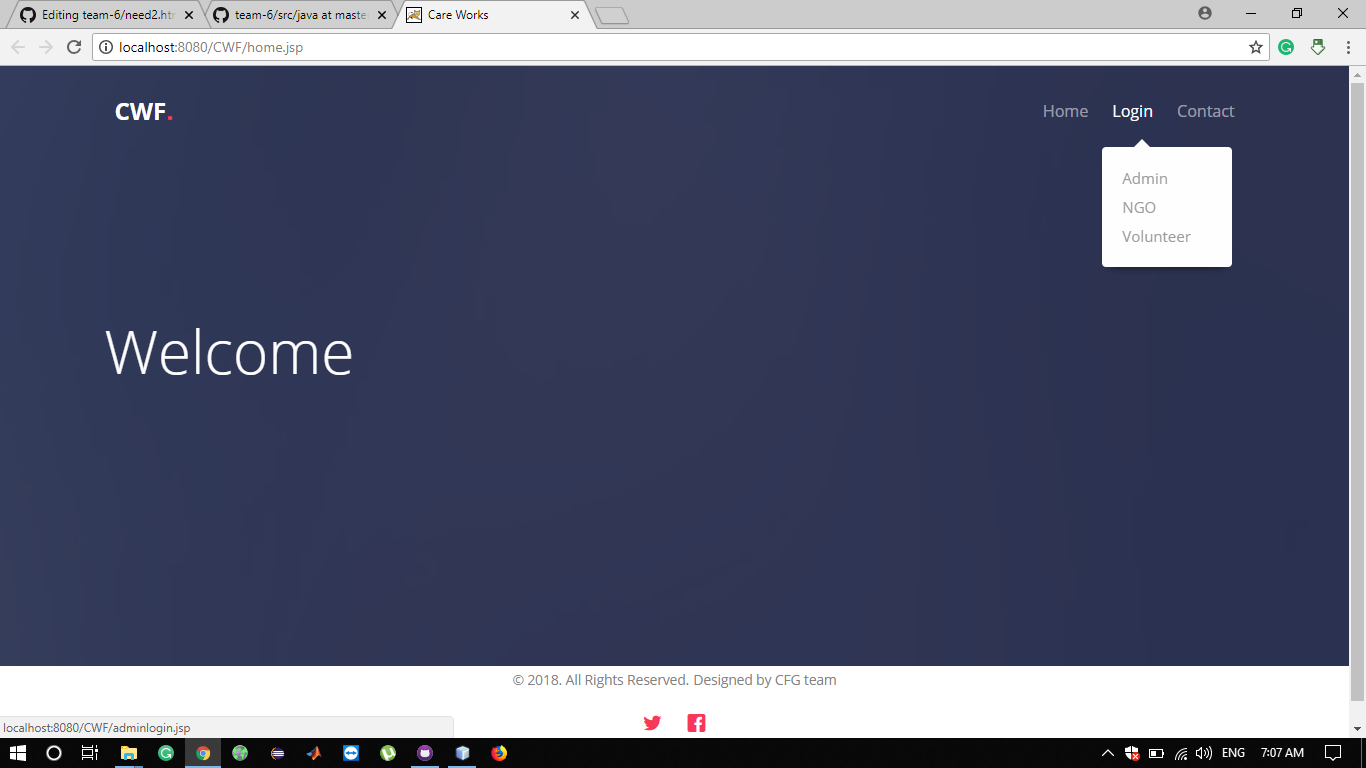 Editing team-6/need2.htm
team-6/src/java at master
Care Works
localhost:8080/CWF/home.jsp
CWF.
Home Login Contact
Admin
NGO
Volunteer
Welcome
© 2018. All Rights Reserved. Designed by CFG team
localhost:8080/CWF/adminlogin.jsp
ENG 7:07 AM